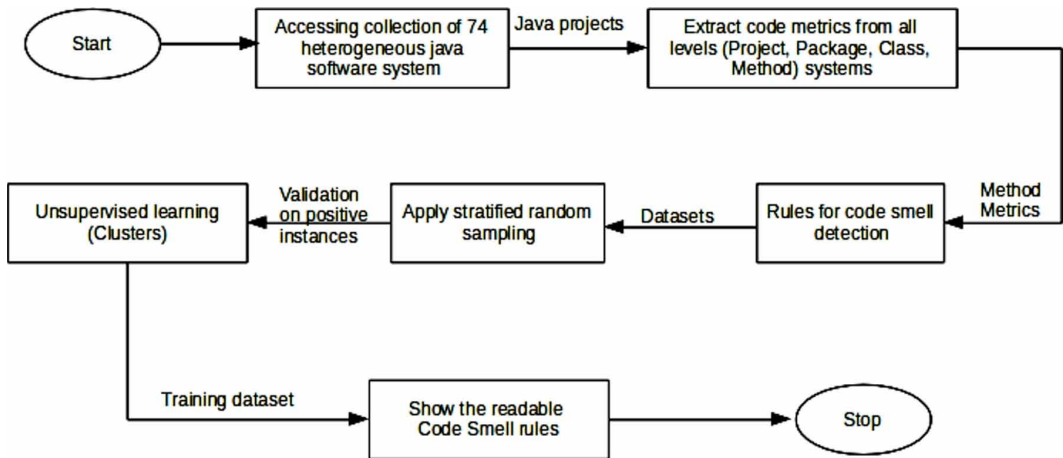 Start
Accessing collection of 74
heterogeneous java
software system
Java projects
Extract code metrics from all
levels (Project, Package, Class,
Method) systems
Method
Metrics
Rules for code smell
detection
Datasets
Apply stratified random
sampling
Validation
on positive
instances
Unsupervised learning
(Clusters)
Training dataset
Show the readable
Code Smell rules
Stop